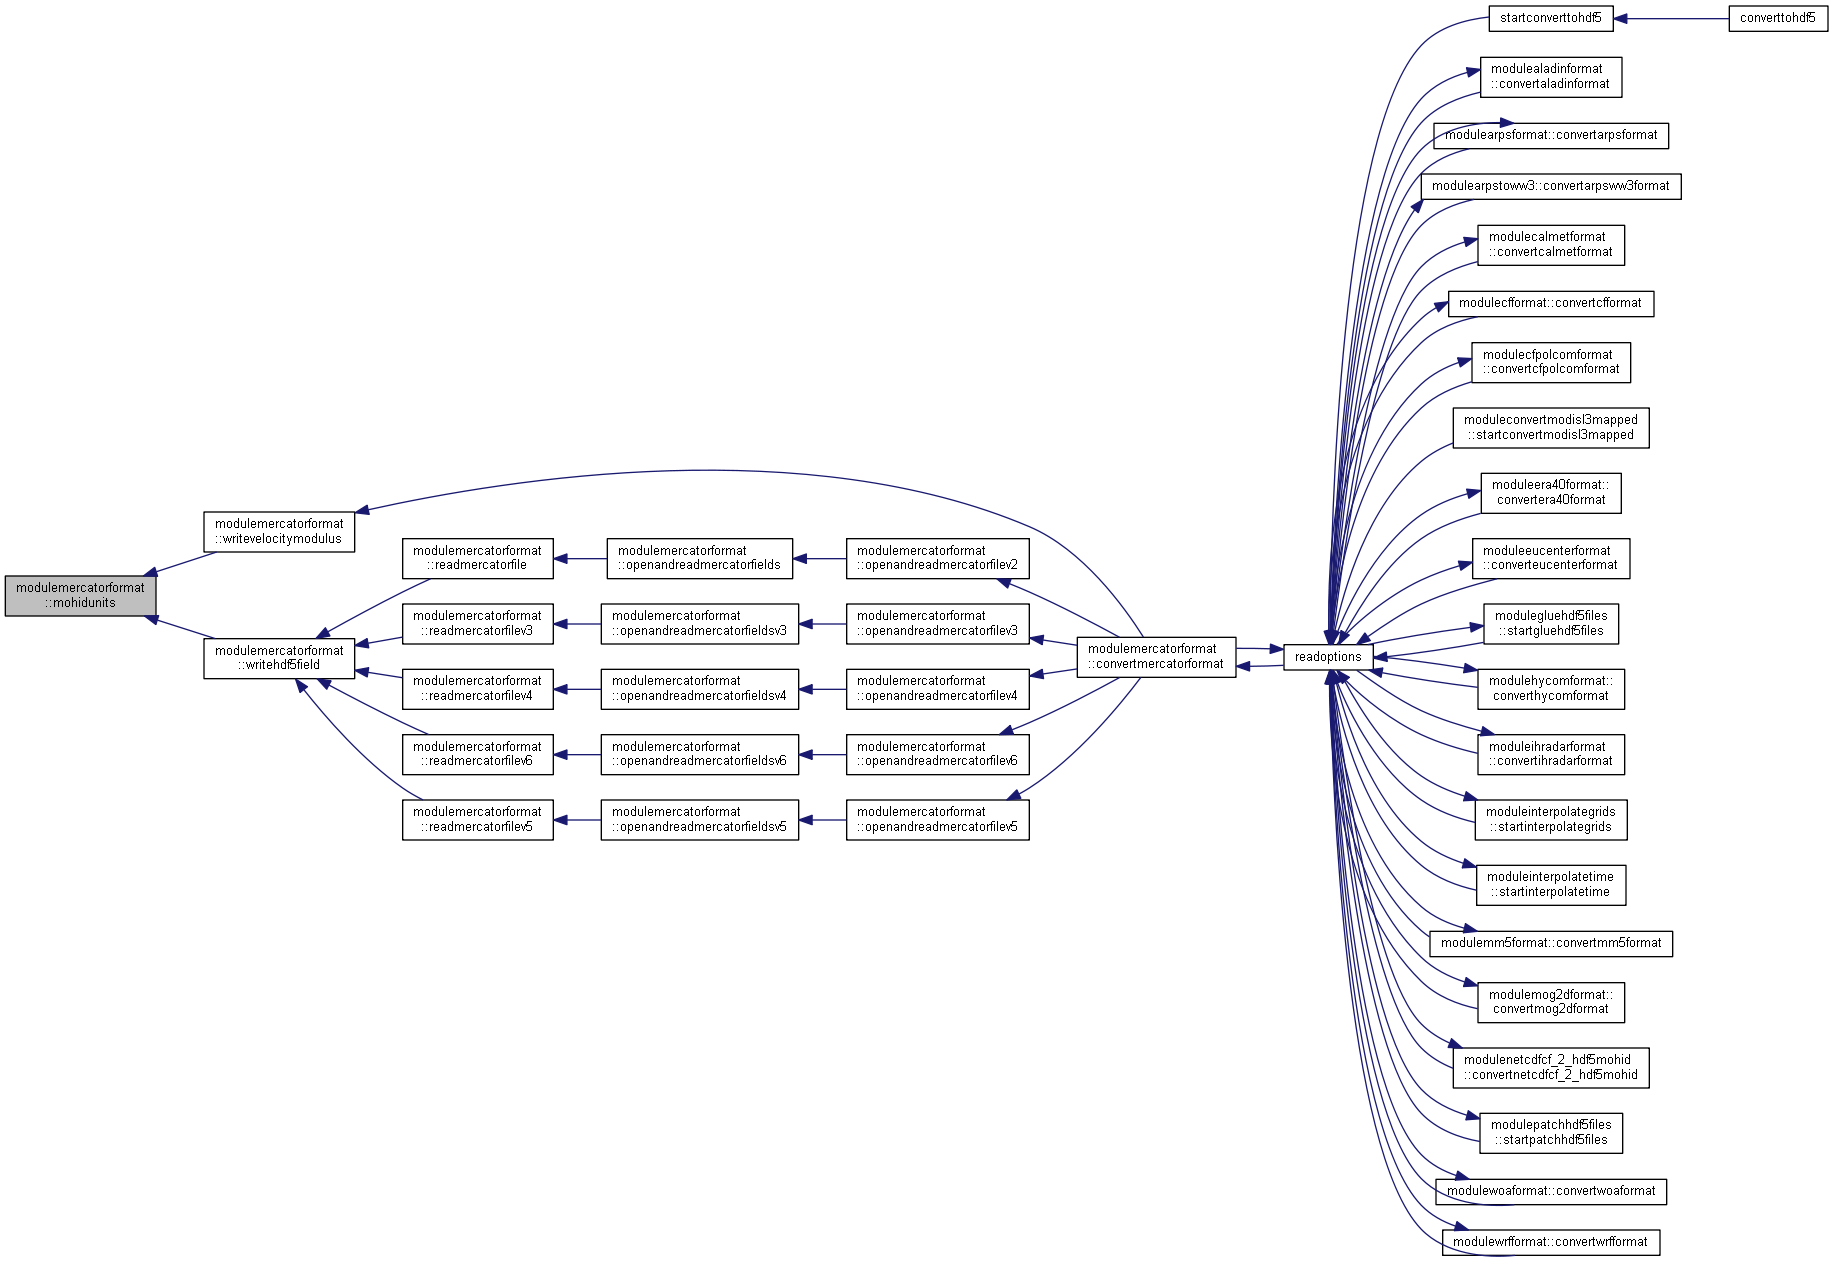 modulemercatorformat
::mohidunits
modulemercatorformat
::writevelocitymodulus
modulemercatorformat
::writehdf5field
modulemercatorformat
::readmercatorfile
modulemercatorformat
::readmercatorfilev3
modulemercatorformat
::readmercatorfilev4
modulemercatorformat
::readmercatorfilev6
modulemercatorformat
::readmercatorfilev5
modulemercatorformat
::openandreadmercatorfields
modulemercatorformat
::openandreadmercatorfieldsv3
modulemercatorformat
::openandreadmercatorfieldsv4
modulemercatorformat
::openandreadmercatorfieldsv6
modulemercatorformat
::openandreadmercatorfieldsv5
modulemercatorformat
::openandreadmercatorfilev2
modulemercatorformat
::openandreadmercatorfilev3
modulemercatorformat
::openandreadmercatorfilev4
modulemercatorformat
::openandreadmercatorfilev6
modulemercatorformat
::openandreadmercatorfilev5
modulemercatorformat
::convertmercatorformat
readoptions
startconverttohdf5
converttohdf5
modulealadinformat
::convertaladinformat
modulearpsformat::convertarpsformat
modulearpstoww3::convertarpsww3format
modulecalmetformat
::convertcalmetformat
modulecfformat::convertcfformat
modulecfpolcomformat
::convertcfpolcomformat
moduleconvertmodisl3mapped
::startconvertmodisl3mapped
moduleera40format::
convertera40format
moduleeucenterformat
::converteucenterformat
modulegluehdf5files
::startgluehdf5files
modulehycomformat::
converthycomformat
moduleihradarformat
::convertihradarformat
moduleinterpolategrids
::startinterpolategrids
moduleinterpolatetime
::startinterpolatetime
modulemm5format::convertmm5format
modulemog2dformat::
convertmog2dformat
modulenetcdfcf_2_hdf5mohid
::convertnetcdfcf_2_hdf5mohid
modulepatchhdf5files
::startpatchhdf5files
modulewoaformat::convertwoaformat
modulewrfformat::convertwrfformat